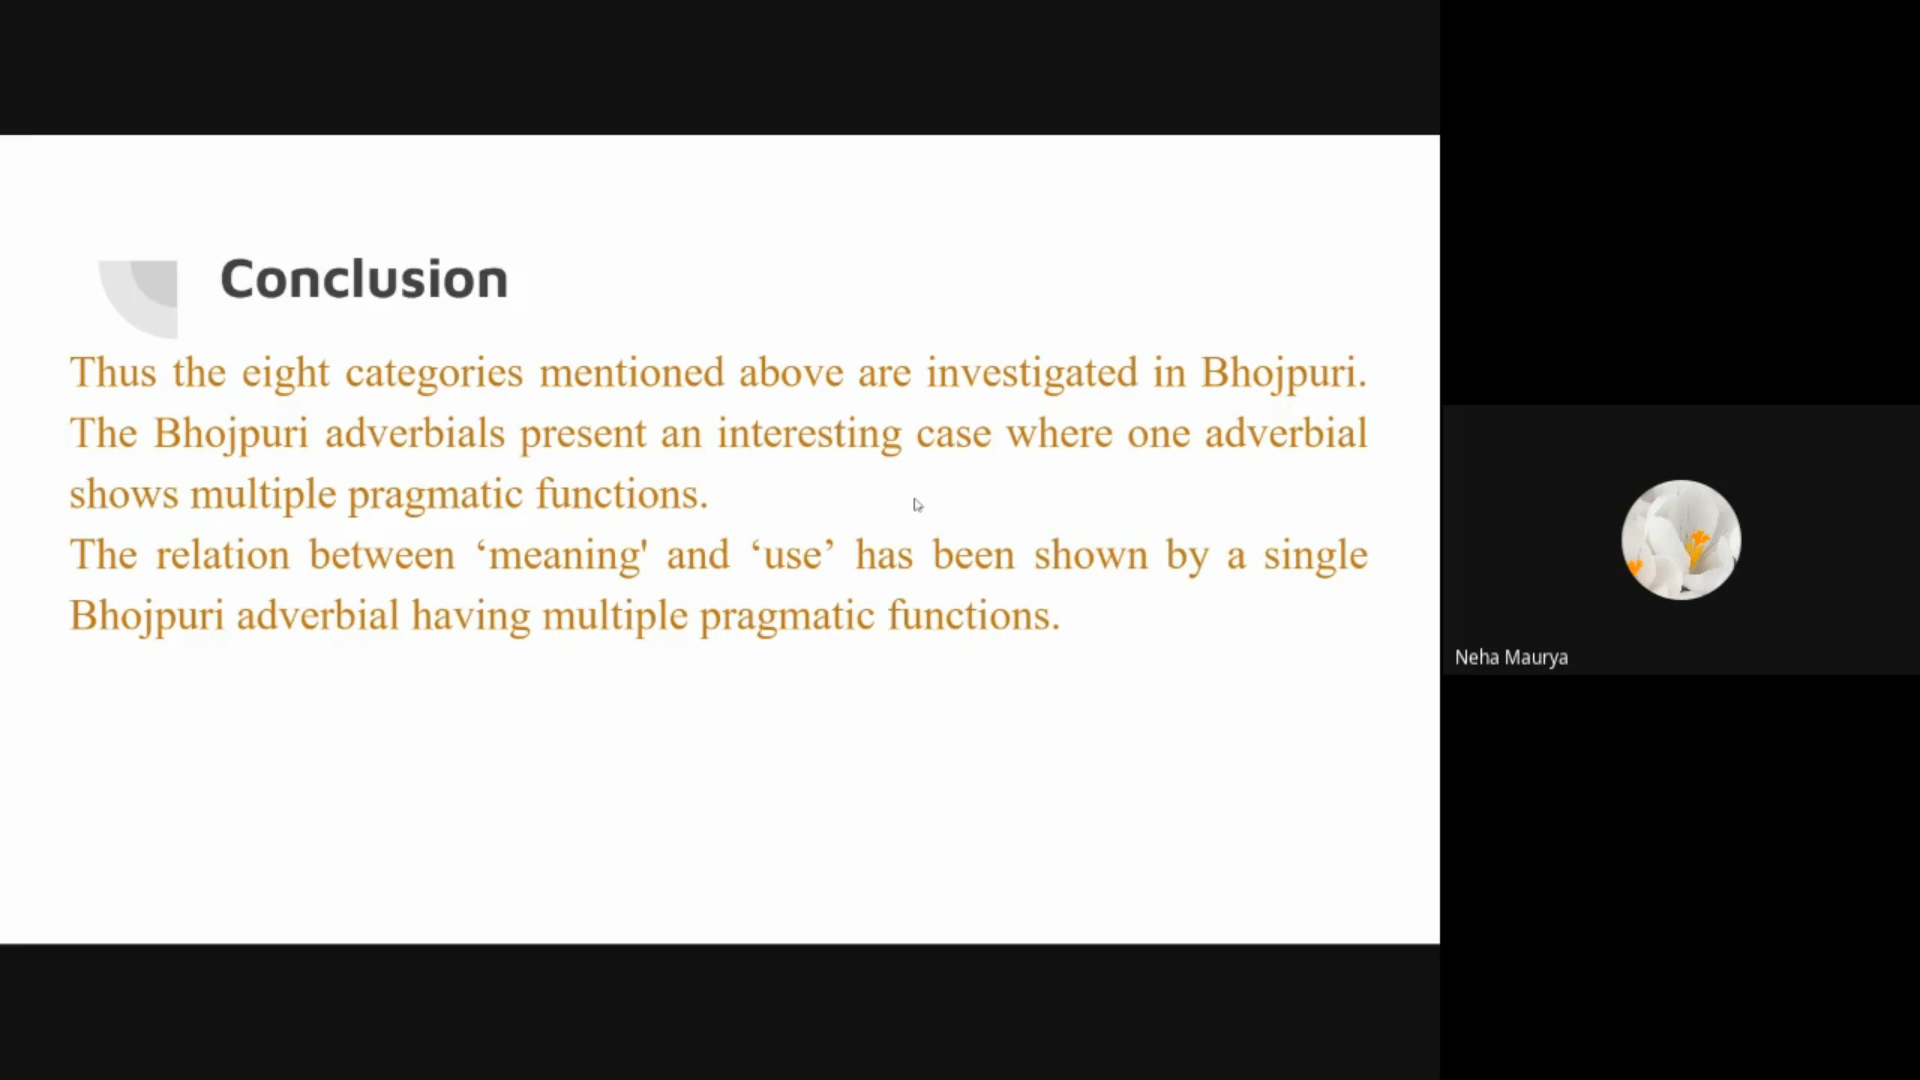 Conclusion
Thus the eight categories mentioned above are investigated in Bhojpuri.
The Bhojpuri adverbials present an interesting case where one adverbial
shows multiple pragmatic functions.
The relation between ‘meaning' and ‘use’ has been shown by a single
Bhojpuri adverbial having multiple pragmatic functions.
Neha Maurya